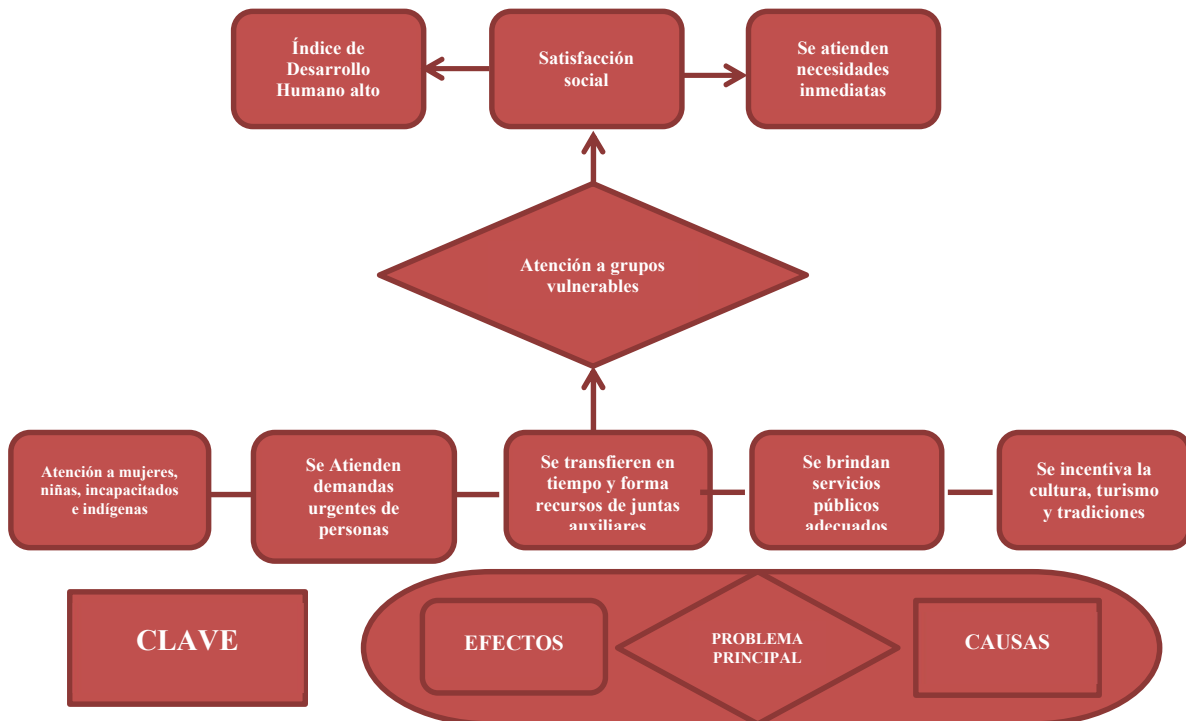 Índice de
Desarrollo
Humano alto
Satisfacción
social
Se atienden
necesidades
inmediatas
Atención a grupos
vulnerables
Atención a mujeres,
niñas, incapacitados
e indígenas
Se Atienden
demandas
urgentes de
personas
Se transfieren en
tiempo y forma
recursos de juntas
auxiliares
Se brindan
servicios
públicos
adecuados
Se incentiva la
cultura, turismo
y tradiciones
CLAVE
EFECTOS
PROBLEMA
PRINCIPAL
CAUSAS